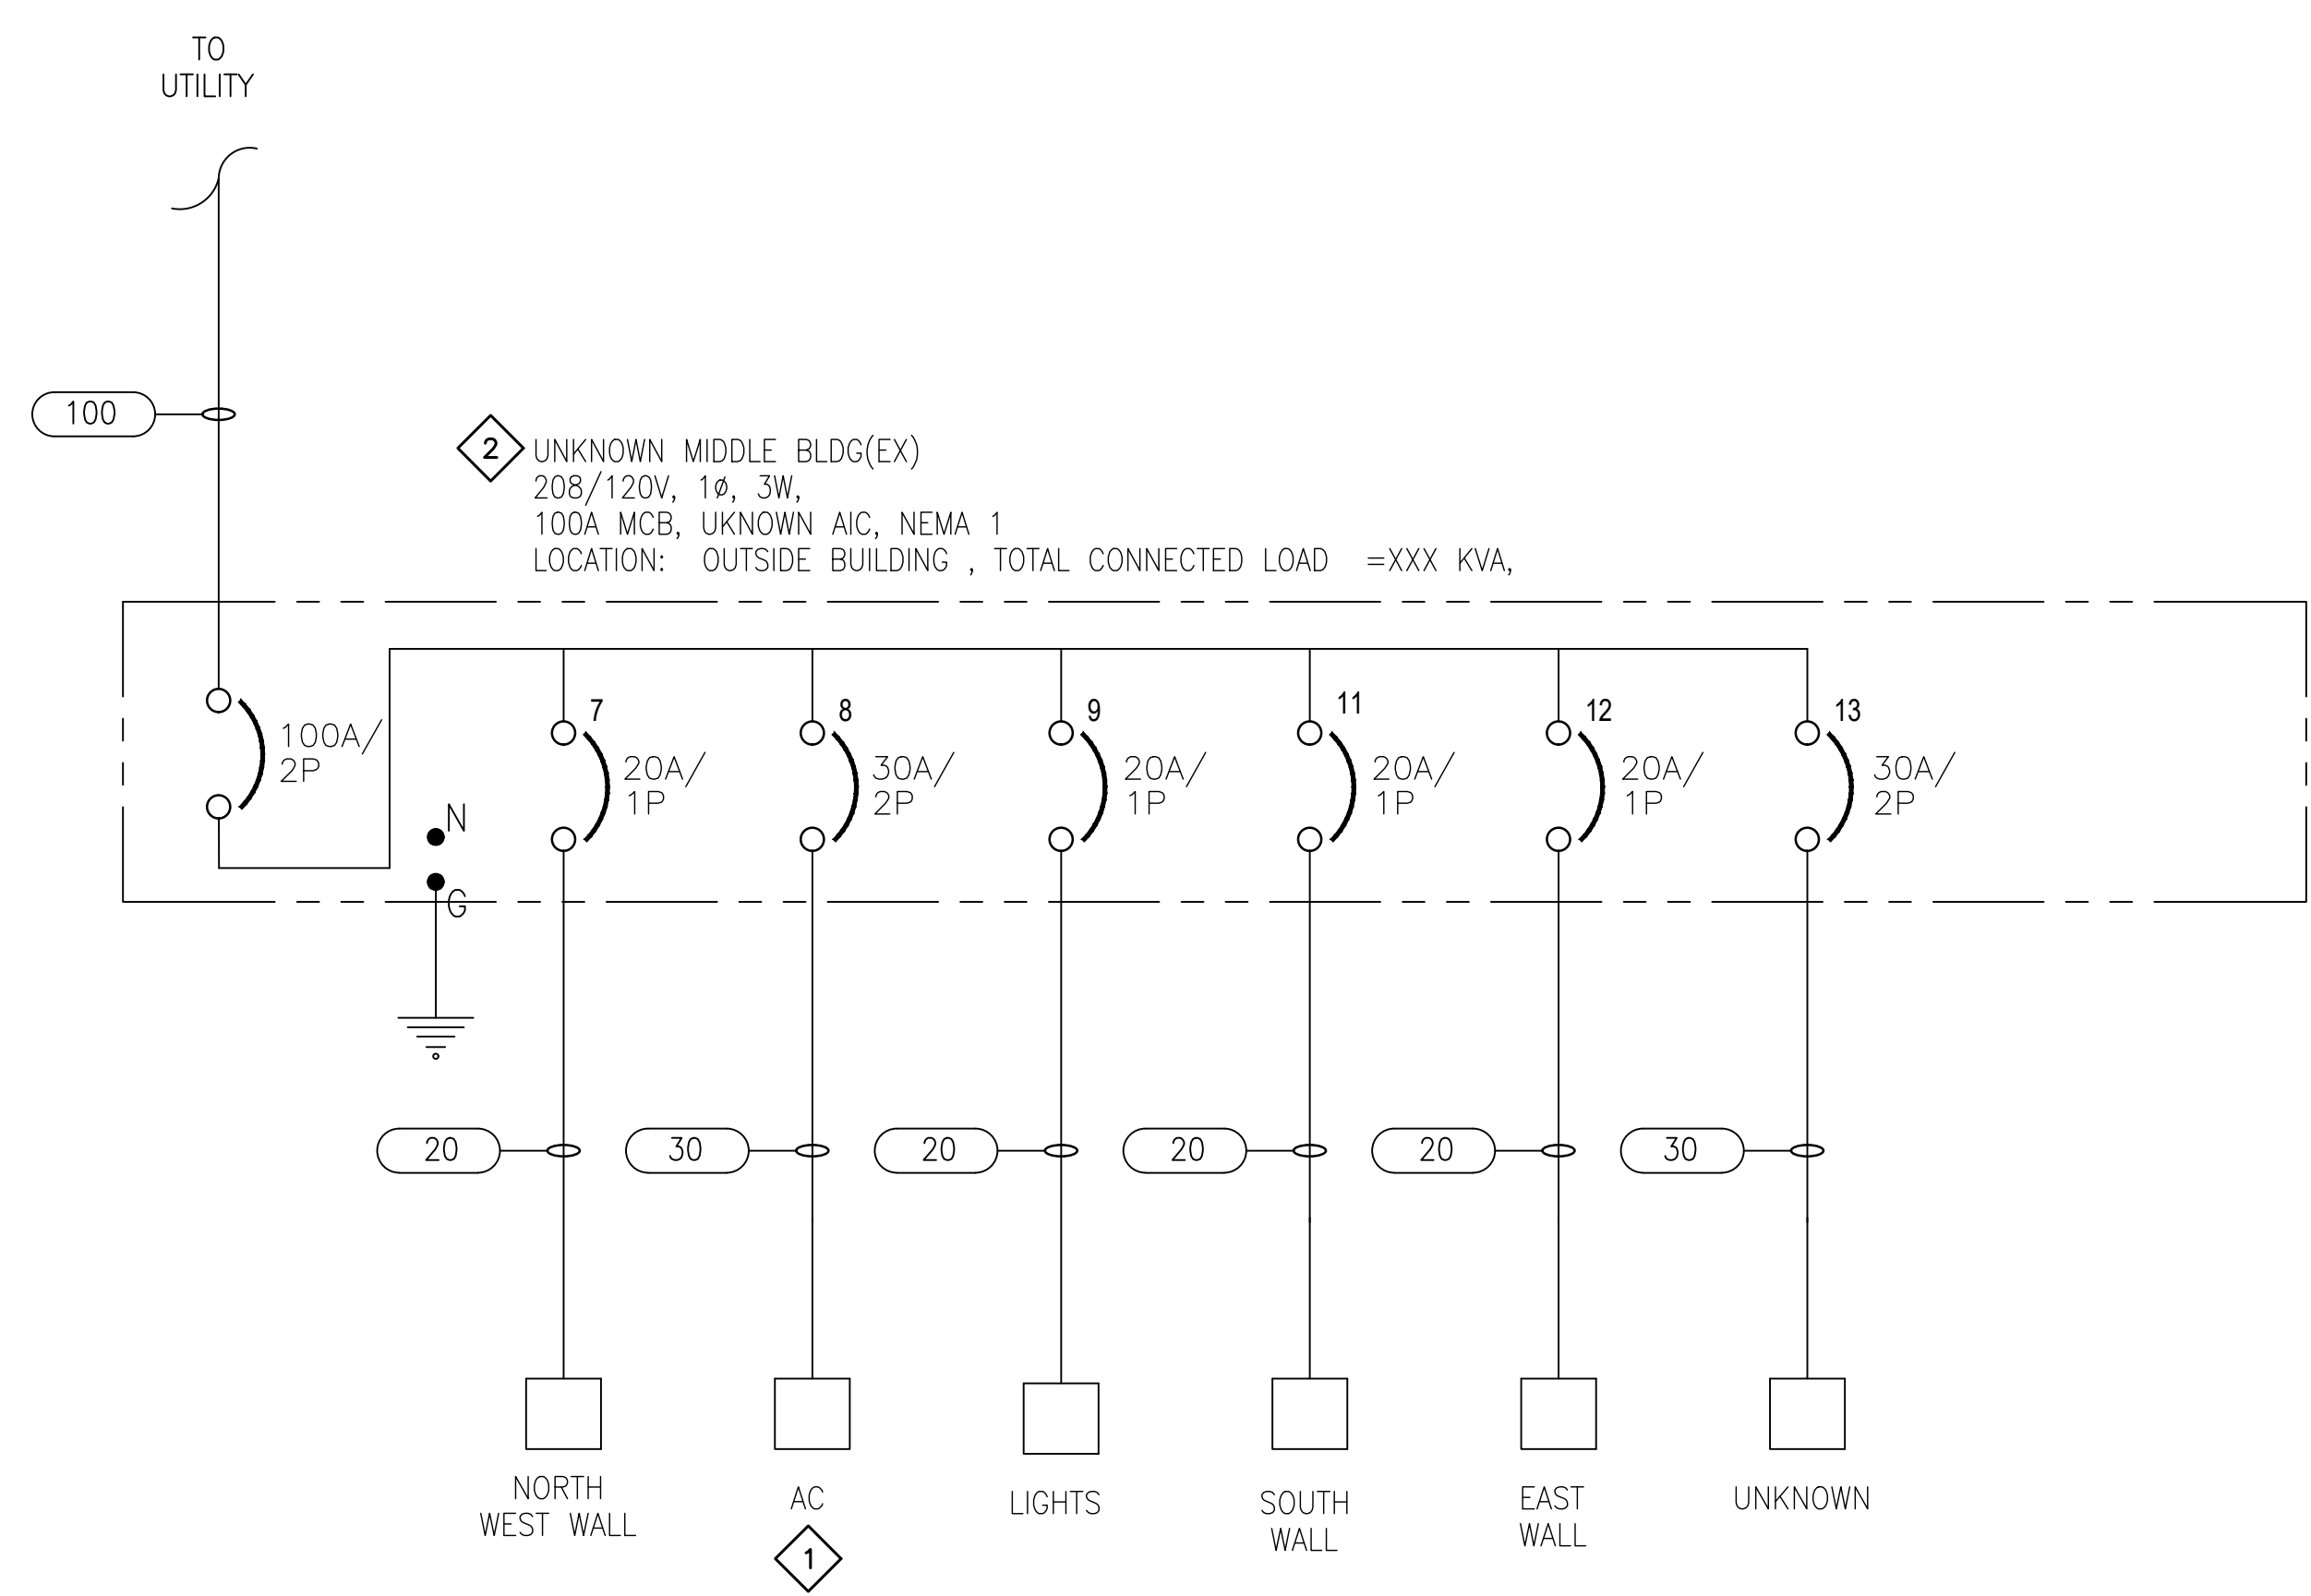 TO
UTILITY
100
2
UNKNOWN MIDDLE BLDG(EX)
208/120V, 1ø, 3W,
100A MCB, UKNOWN AIC, NEMA 1
LOCATION: OUTSIDE BUILDING , TOTAL CONNECTED LOAD =XXX KVA,
100A/
2P
N
G
7
20A/
1P
8
30A/
2P
9
20A/
1P
11
20A/
1P
12
20A/
1P
13
30A/
2P
20
30
20
20
20
30
NORTH
WEST WALL
AC
1
LIGHTS
SOUTH
WALL
EAST
WALL
UNKNOWN